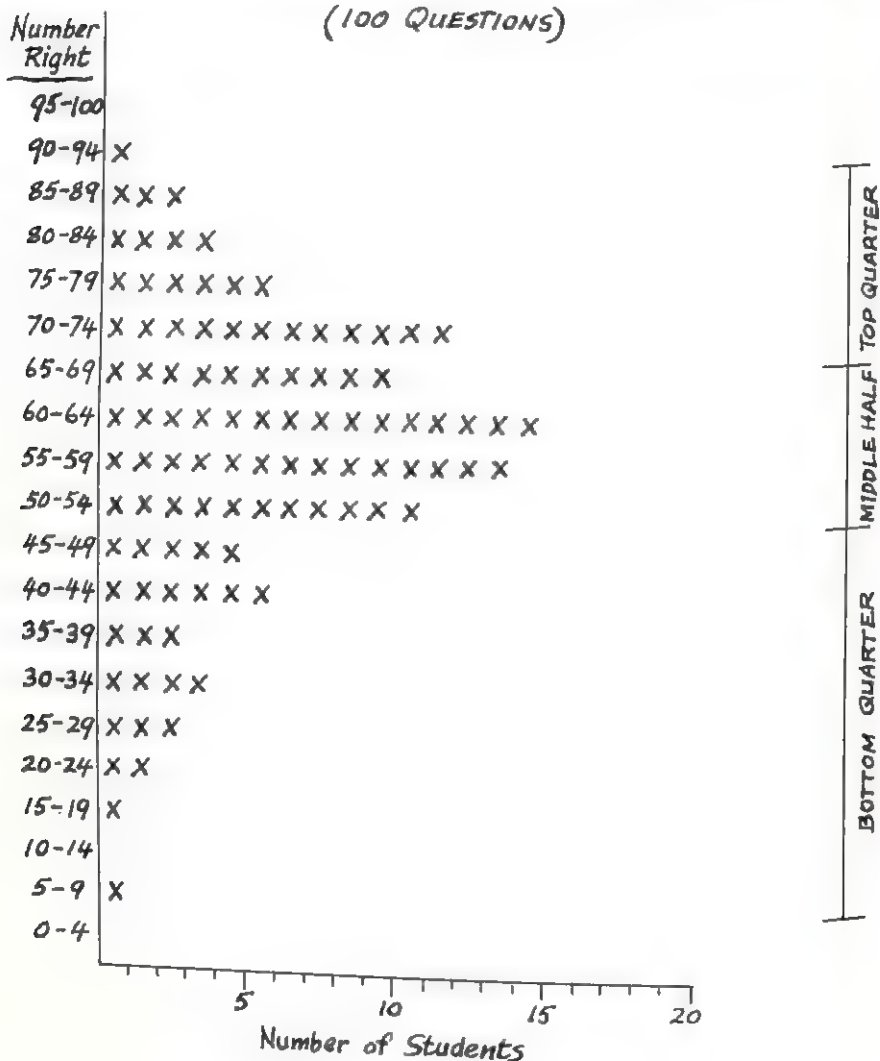 (100 QUESTIONS)
Number
Right
95-100
90-94 X
85-89 X X X
80-84 X X X X
75-79 X X X X X X
70-74 X X X X X X X X X X X X
65-69 X X X X X X X X X X
60-64 X X X X X X X X X X X X X X X
55-59 X X X X X X X X X X X X X X
50-54 X X X X X X X X X X X
45-49 X X X X X
40-44 X X X X X X
35-39 X X X
30-34 X X X X
25-29 X X X
20-24 X X
15-19 X
10-14
5-9 X
0-4
5 10 15 20
Number of Students
TOP QUARTER
MIDDLE HALF
BOTTOM QUARTER